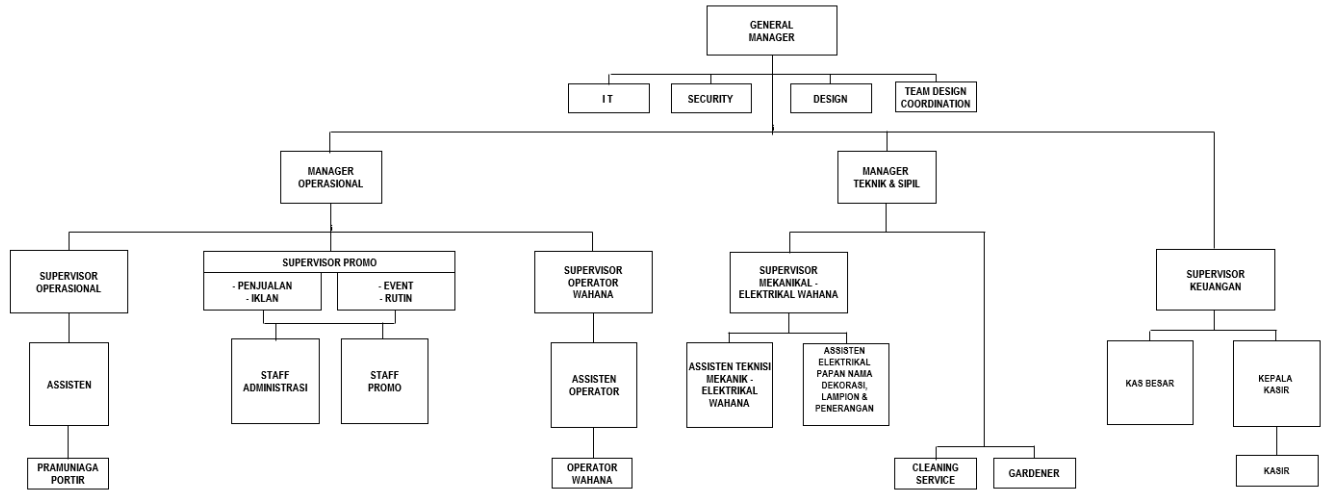 GENERAL
MANAGER
I T
SECURITY
DESIGN
TEAM DESIGN
COORDINATION
MANAGER
OPERASIONAL
MANAGER
TEKNIK & SIPIL
SUPERVISOR
OPERASIONAL
SUPERVISOR PROMO
- PENJUALAN
- IKLAN
- EVENT
- RUTIN
SUPERVISOR
OPERATOR
WAHANA
SUPERVISOR
MEKANIKAL -
ELEKTRIKAL WAHANA
SUPERVISOR
KEUANGAN
ASSISTEN
STAFF
ADMINISTRASI
STAFF
PROMO
ASSISTEN
OPERATOR
ASSISTEN TEKNISI
MEKANIK -
ELEKTRIKAL
WAHANA
ASSISTEN
ELEKTRIKAL
PAPAN NAMA
DEKORASI,
LAMPION &
PENERANGAN
KAS BESAR
KEPALA
KASIR
PRAMUNIAGA
PORTIR
OPERATOR
WAHANA
CLEANING
SERVICE
GARDENER
KASIR